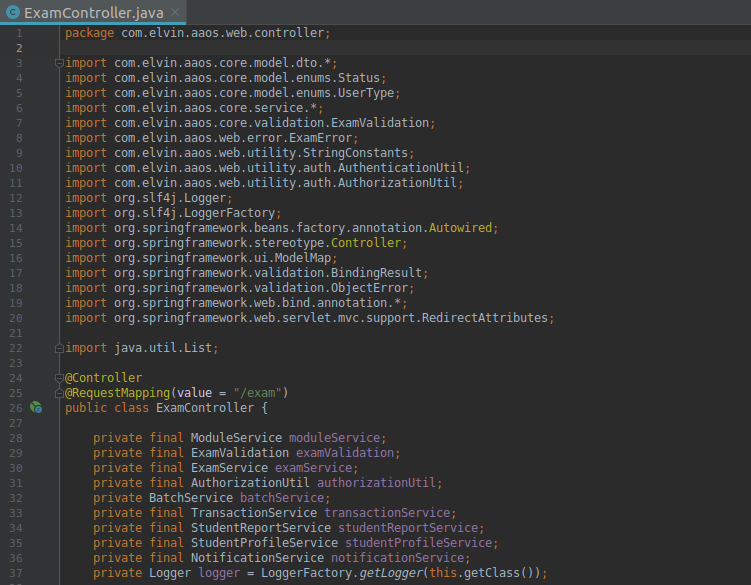 ExamController.java
1 package com.elvin.aaos.web.controller;
2
3 import com.elvin.aaos.core.model.dto.*;
4 import com.elvin.aaos.core.model.enums.Status;
5 import com.elvin.aaos.core.model.enums.UserType;
6 import com.elvin.aaos.core.service.*;
7 import com.elvin.aaos.core.validation.ExamValidation;
8 import com.elvin.aaos.web.error.ExamError;
9 import com.elvin.aaos.web.utility.StringConstants;
10 import com.elvin.aaos.web.utility.auth.AuthenticationUtil;
11 import com.elvin.aaos.web.utility.auth.AuthorizationUtil;
12 import org.slf4j.Logger;
13 import org.slf4j.LoggerFactory;
14 import org.springframework.beans.factory.annotation.Autowired;
15 import org.springframework.stereotype.Controller;
16 import org.springframework.ui.ModelMap;
17 import org.springframework.validation.BindingResult;
18 import org.springframework.validation.ObjectError;
19 import org.springframework.web.bind.annotation.*;
20 import org.springframework.web.servlet.mvc.support.RedirectAttributes;
21
22 import java.util.List;
23
24 @Controller
25 @RequestMapping(value = "/exam")
26 public class ExamController {
27
28 private final ModuleService moduleService;
29 private final ExamValidation examValidation;
30 private final ExamService examService;
31 private final AuthorizationUtil authorizationUtil;
32 private BatchService batchService;
33 private final TransactionService transactionService;
34 private final StudentReportService studentReportService;
35 private final StudentProfileService studentProfileService;
36 private final NotificationService notificationService;
37 private Logger logger = LoggerFactory.getLogger(this.getClass());